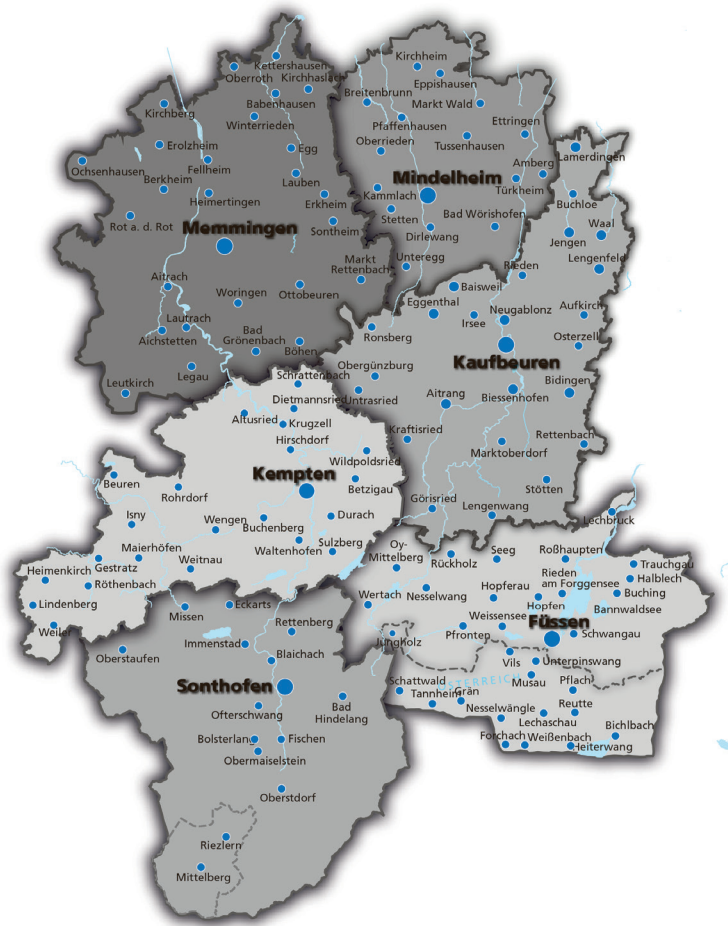 Kettershausen
Oberroth
Kirchhaslach
Babenhausen
Kirchberg
Winterrieden
Erolzheim
Egg
Ochsenhausen
Fellheim
Berkheim
Lauben
Heimertingen
Erkheim
Rot a. d. Rot
Memmingen
Sontheim
Markt
Rettenbach
Aitrach
Woringen
Ottobeuren
Lautrach
Aichstetten
Bad
Grönenbach
Böhen
Legau
Leutkirch
Kirchheim
Eppishausen
Breitenbrunn
Markt Wald
Pfaffenhausen
Ettringen
Oberrieden
Tussenhausen
Mindelheim
Amberg
Türkheim
Kammlach
Stetten
Bad Wörishofen
Dirlewang
Unteregg
Lamerdingen
Buchloe
Waal
Jengen
Lengenfeld
Rieden
Baisweil
Eggenthal
Irsee
Neugablonz
Aufkirch
Ronsberg
Osterzell
Kaufbeuren
Obergünzburg
Untrasried
Bidingen
Aitrang
Biessenhofen
Kraftisried
Marktoberdorf
Rettenbach
Stötten
Görisried
Lengenwang
Schrattenbach
Dietmannsried
Altusried
Krugzell
Hirschdorf
Wildpoldsried
Kempten
Betzigau
Beuren
Rohrdorf
Isny
Wengen
Buchenberg
Durach
Maierhöfen
Waltenhofen
Sulzberg
Gestratz
Weitnau
Heimenkirch
Röthenbach
Lindenberg
Weiler
Lechbruck
Oy-
Mittelberg
Rückholz
Seeg
Roßhaupten
Trauchgau
Rieden
am Forggensee
Halblech
Wertach
Nesselwang
Hopferau
Buching
Hopfen
Bannwaldsee
Weissensee
Füssen
Jungholz
Pfronten
Schwangau
Vils
Unterpinswang
ÖSTERREICH
Schattwald
Tannheim
Grän
Musau
Pflach
Nesselwängle
Reutte
Lechaschau
Bichlbach
Forchach
Weißenbach
Heiterwang
Missen
Eckarts
Rettenberg
Immenstad
Oberstaufen
Blaichach
Sonthofen
Ofterschwang
Bad
Hindelang
Bolsterlang
Fischen
Obermaiselstein
Oberstdorf
Riezlern
Mittelberg